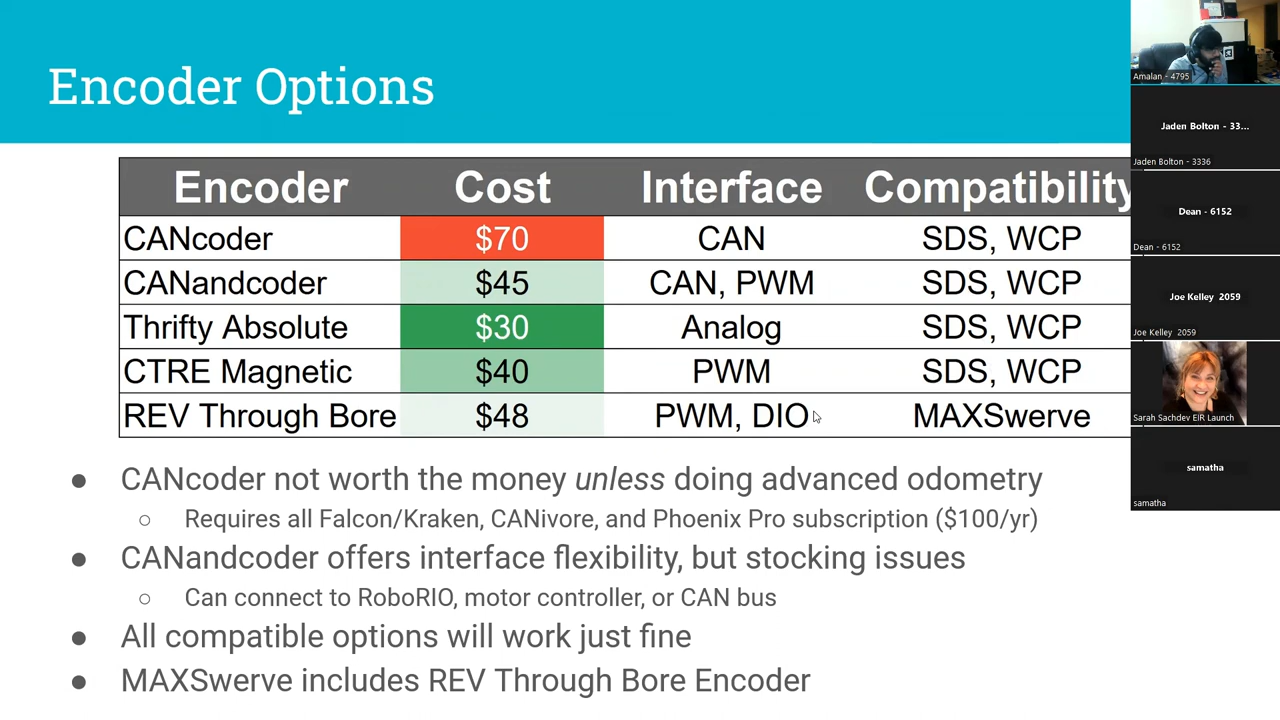 Encoder Options
Encoder Cost Interface Compatibility
CANcoder $70 CAN SDS, WCP
CANandcoder $45 CAN, PWM SDS, WCP
Thrifty Absolute $30 Analog SDS, WCP
CTRE Magnetic $40 PWM SDS, WCP
REV Through Bore $48 PWM, DIO MAXSwerve
● CANcoder not worth the money unless doing advanced odometry
○ Requires all Falcon/Kraken, CANivore, and Phoenix Pro subscription ($100/yr)
● CANandcoder offers interface flexibility, but stocking issues
○ Can connect to RoboRIO, motor controller, or CAN bus
● All compatible options will work just fine
● MAXSwerve includes REV Through Bore Encoder
Amalan - 4795
Jaden Bolton - 33...
Jaden Bolton - 3336
Dean - 6152
Dean - 6152
Joe Kelley 2059
Joe Kelley 2059
Sarah Sachdev EIR Launch
samatha
samatha